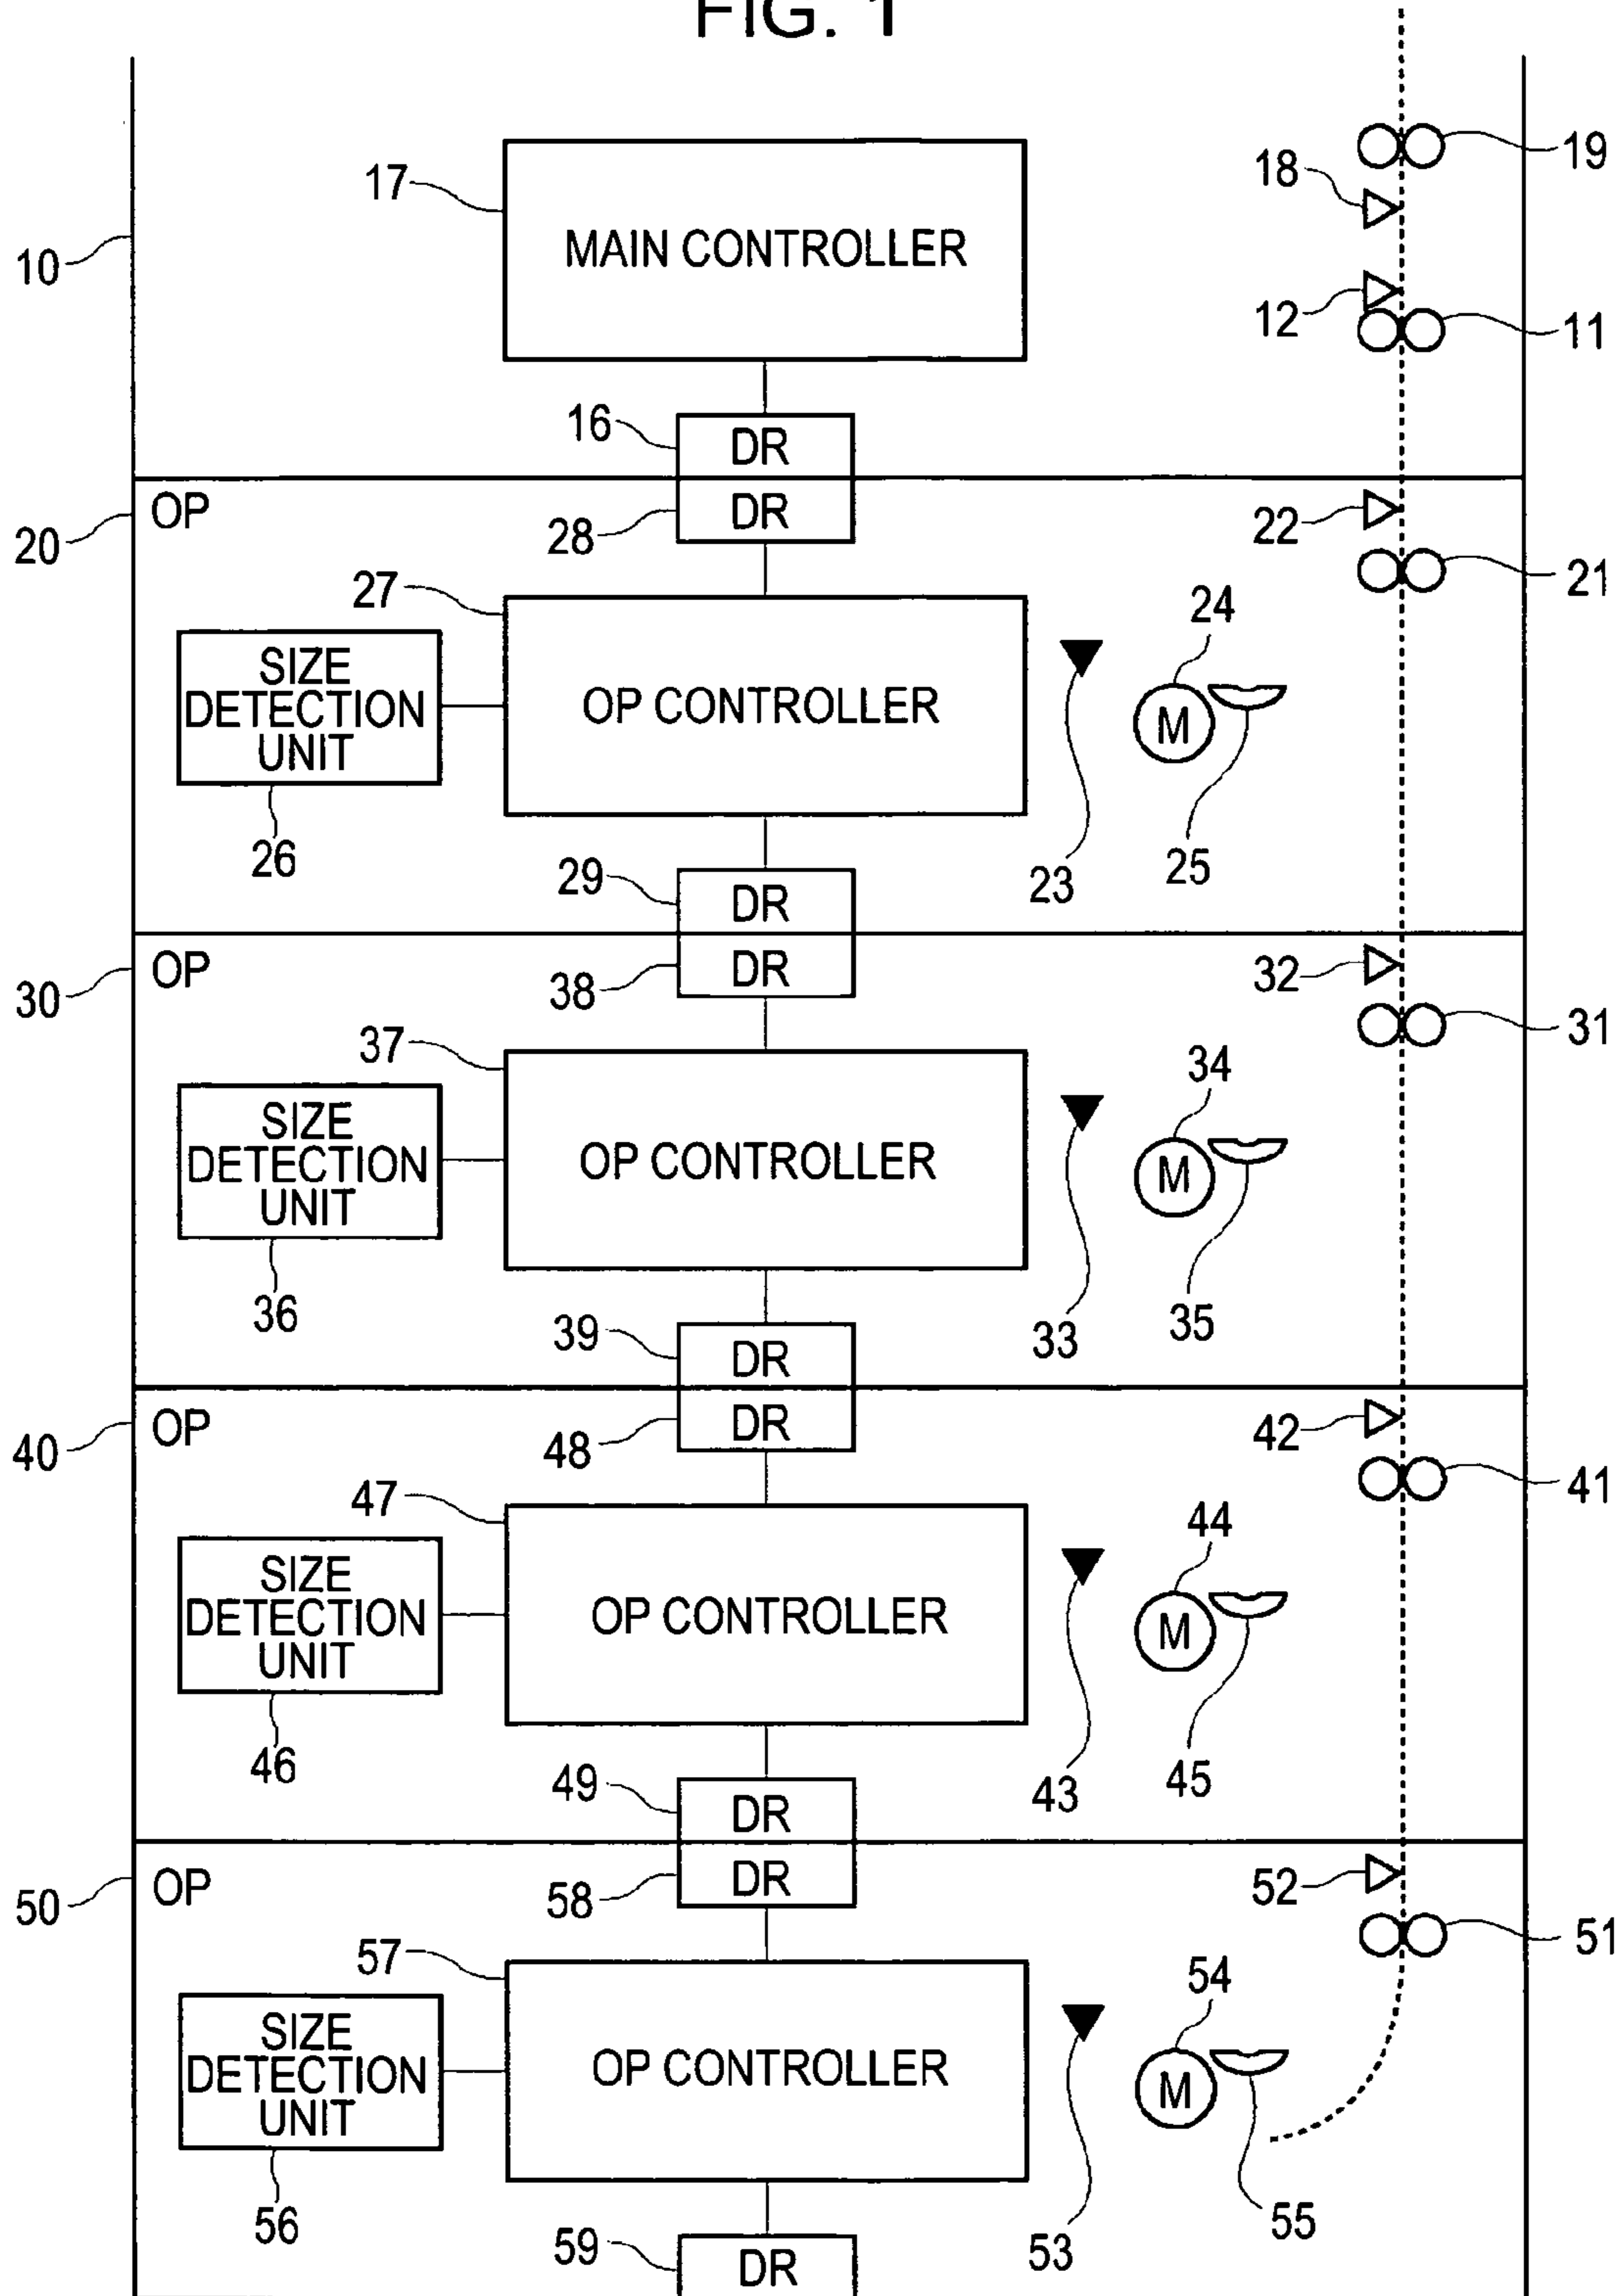 FIG. 1
19
17
18
MAIN CONTROLLER
10
12
11
16
DR
OP
DR
22
20
28
21
27
24
SIZE
DETECTION
UNIT
OP CONTROLLER
M
26
23
25
29
DR
OP
DR
32
30
38
31
37
34
SIZE
DETECTION
UNIT
OP CONTROLLER
M
36
33
35
39
DR
OP
DR
42
40
48
41
47
44
SIZE
DETECTION
UNIT
OP CONTROLLER
M
46
43
45
49
DR
OP
DR
52
50
58
51
57
54
SIZE
DETECTION
UNIT
OP CONTROLLER
M
56
53
55
59
DR